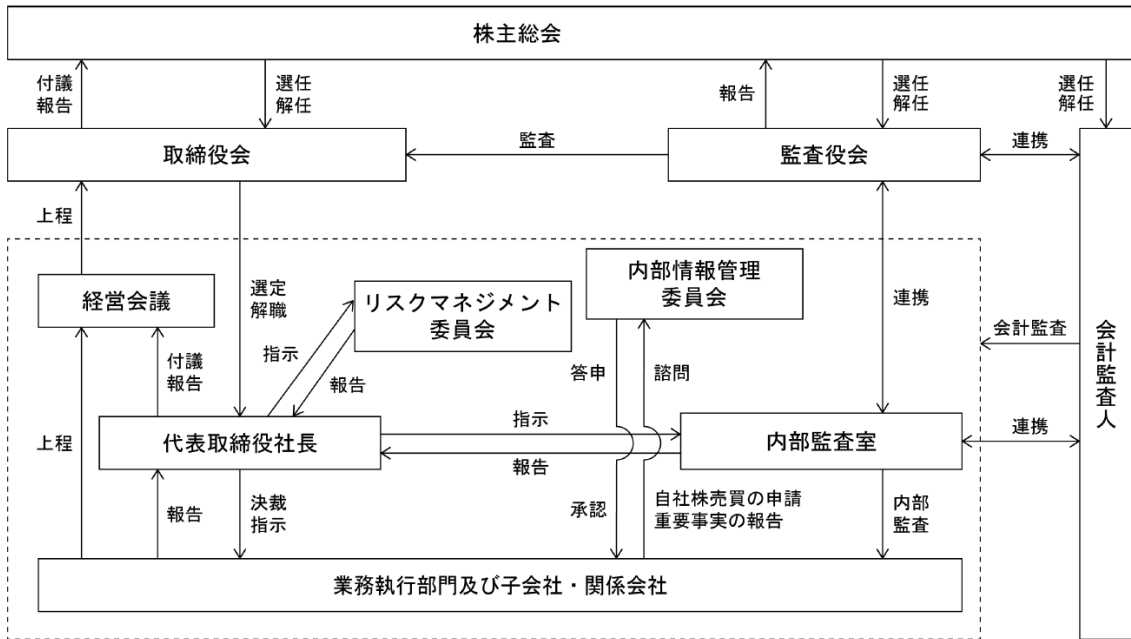 株主総会
付議
報告
選任
解任
報告
選任
解任
選任
解任
取締役会
監査
監査役会
連携
上程
経営会議
選定
解職
リスクマネジメント
委員会
内部情報管理
委員会
連携
会計監査
会計監査人
付議
報告
指示
報告
答申
諮問
上程
代表取締役社長
指示
報告
内部監査室
連携
報告
決裁
指示
承認
自社株売買の申請
重要事実の報告
内部
監査
業務執行部門及び子会社・関係会社